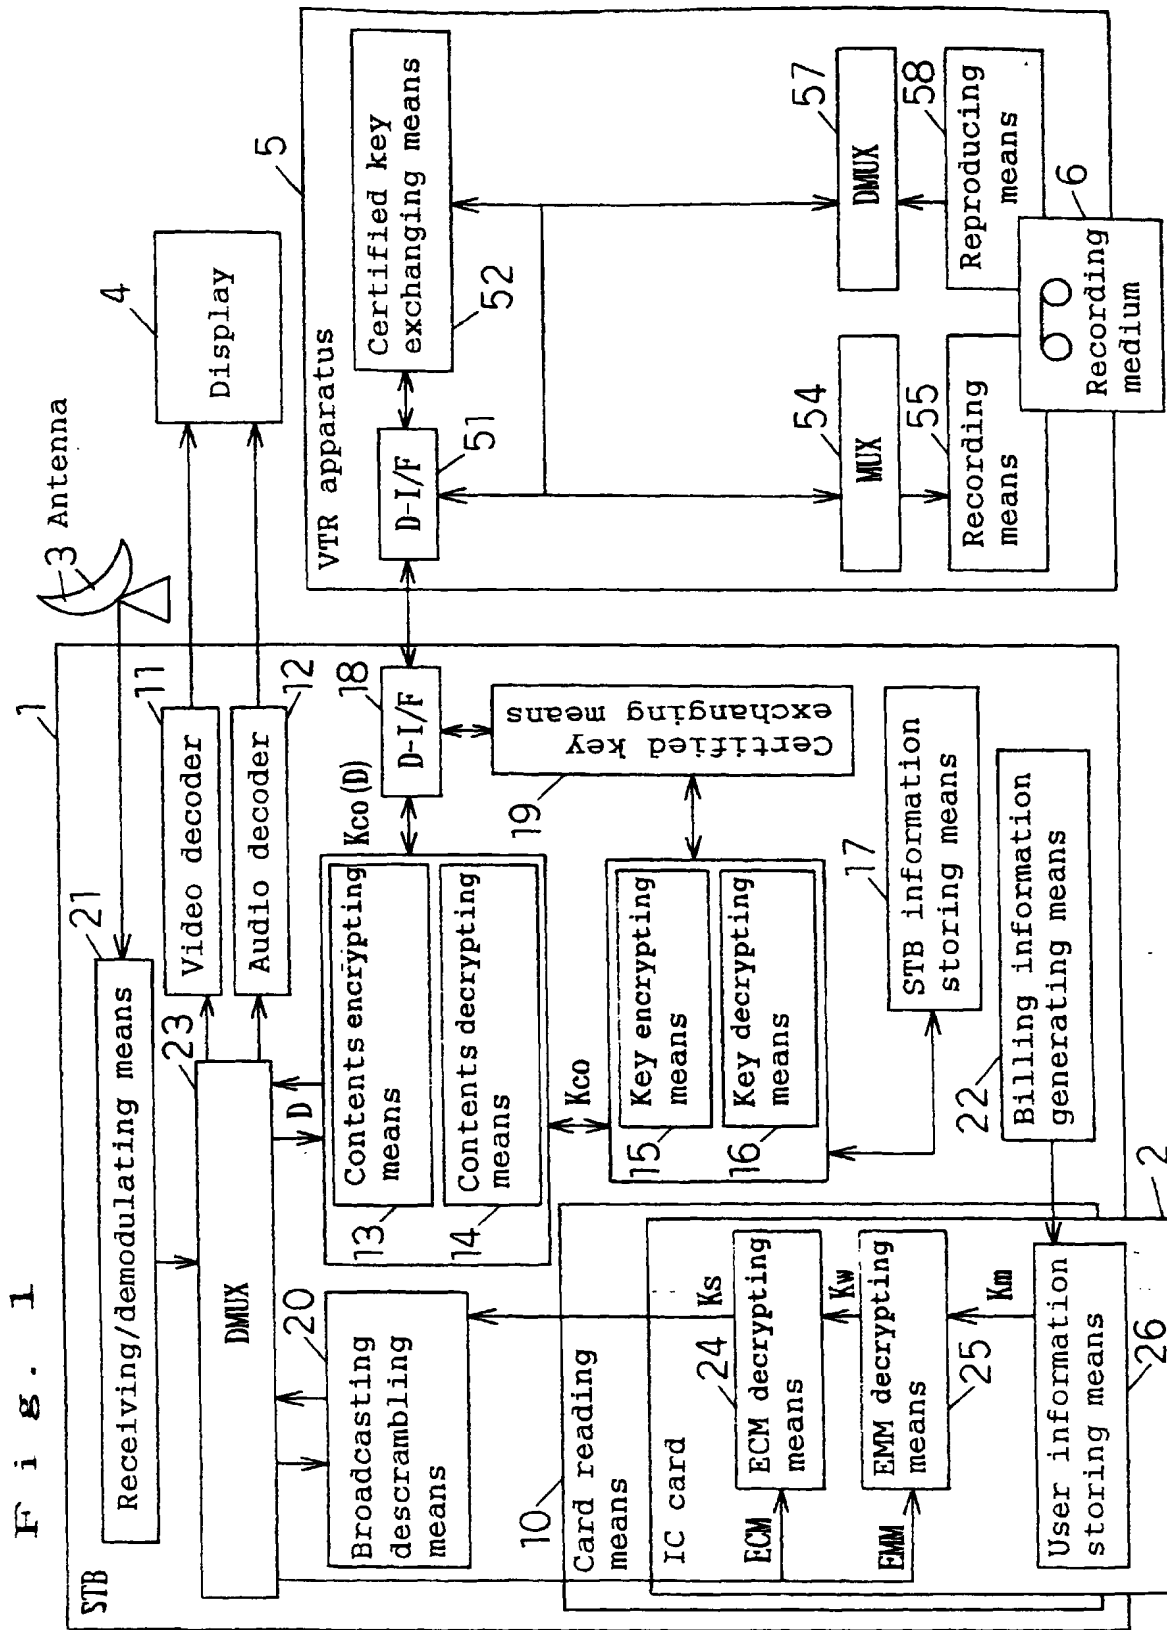 Fig. 1
STB
1
Receiving/demodulating means
21
3
Antenna
4
Display
DMUX
23
Video decoder
11
Audio decoder
12
D
Broadcasting
descrambling
means
20
Contents encrypting
means
13
Contents decrypting
means
14
Kco(D)
D-I/F
18
Kco
Key encrypting
means
15
Key decrypting
means
16
Certified key
exchanging means
19
STB information
storing means
17
Billing information
generating means
22
10
Card reading
means
IC card
2
ECM
ECM decrypting
means
24
Ks
EMM
EMM decrypting
means
25
Kw
Km
User information
storing means
26
5
VTR apparatus
D-I/F
51
Certified key
exchanging means
52
MUX
54
Recording
means
55
DMUX
57
Reproducing
means
58
Recording
medium
6